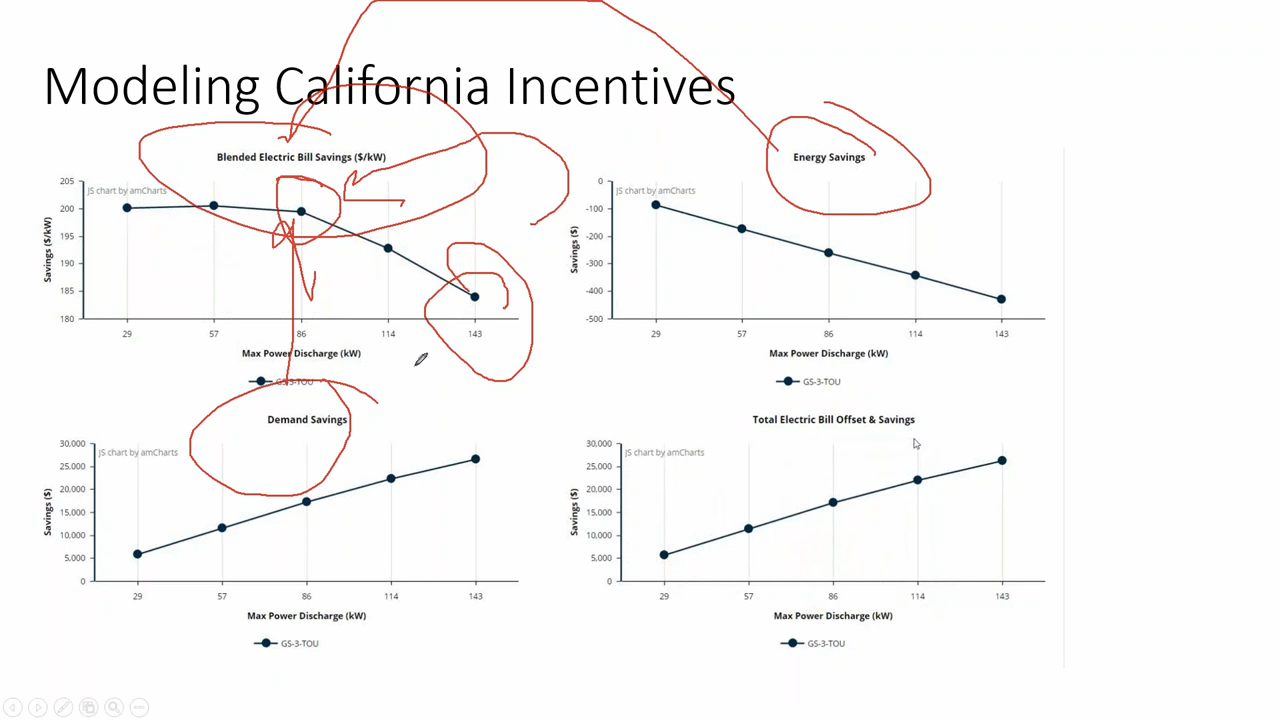 Modeling California Incentives
Blended Electric Bill Savings ($/kW)
JS chart by amCharts
205
200
195
190
185
180
Savings ($/kW)
29 57 86 114 143
Max Power Discharge (kW)
GS-3-TOU
Energy Savings
JS chart by amCharts
0
-100
-200
-300
-400
-500
Savings ($)
29 57 86 114 143
Max Power Discharge (kW)
GS-3-TOU
Demand Savings
JS chart by amCharts
30,000
25,000
20,000
15,000
10,000
5,000
0
Savings ($)
29 57 86 114 143
Max Power Discharge (kW)
GS-3-TOU
Total Electric Bill Offset & Savings
JS chart by amCharts
30,000
25,000
20,000
15,000
10,000
5,000
0
Savings ($)
29 57 86 114 143
Max Power Discharge (kW)
GS-3-TOU